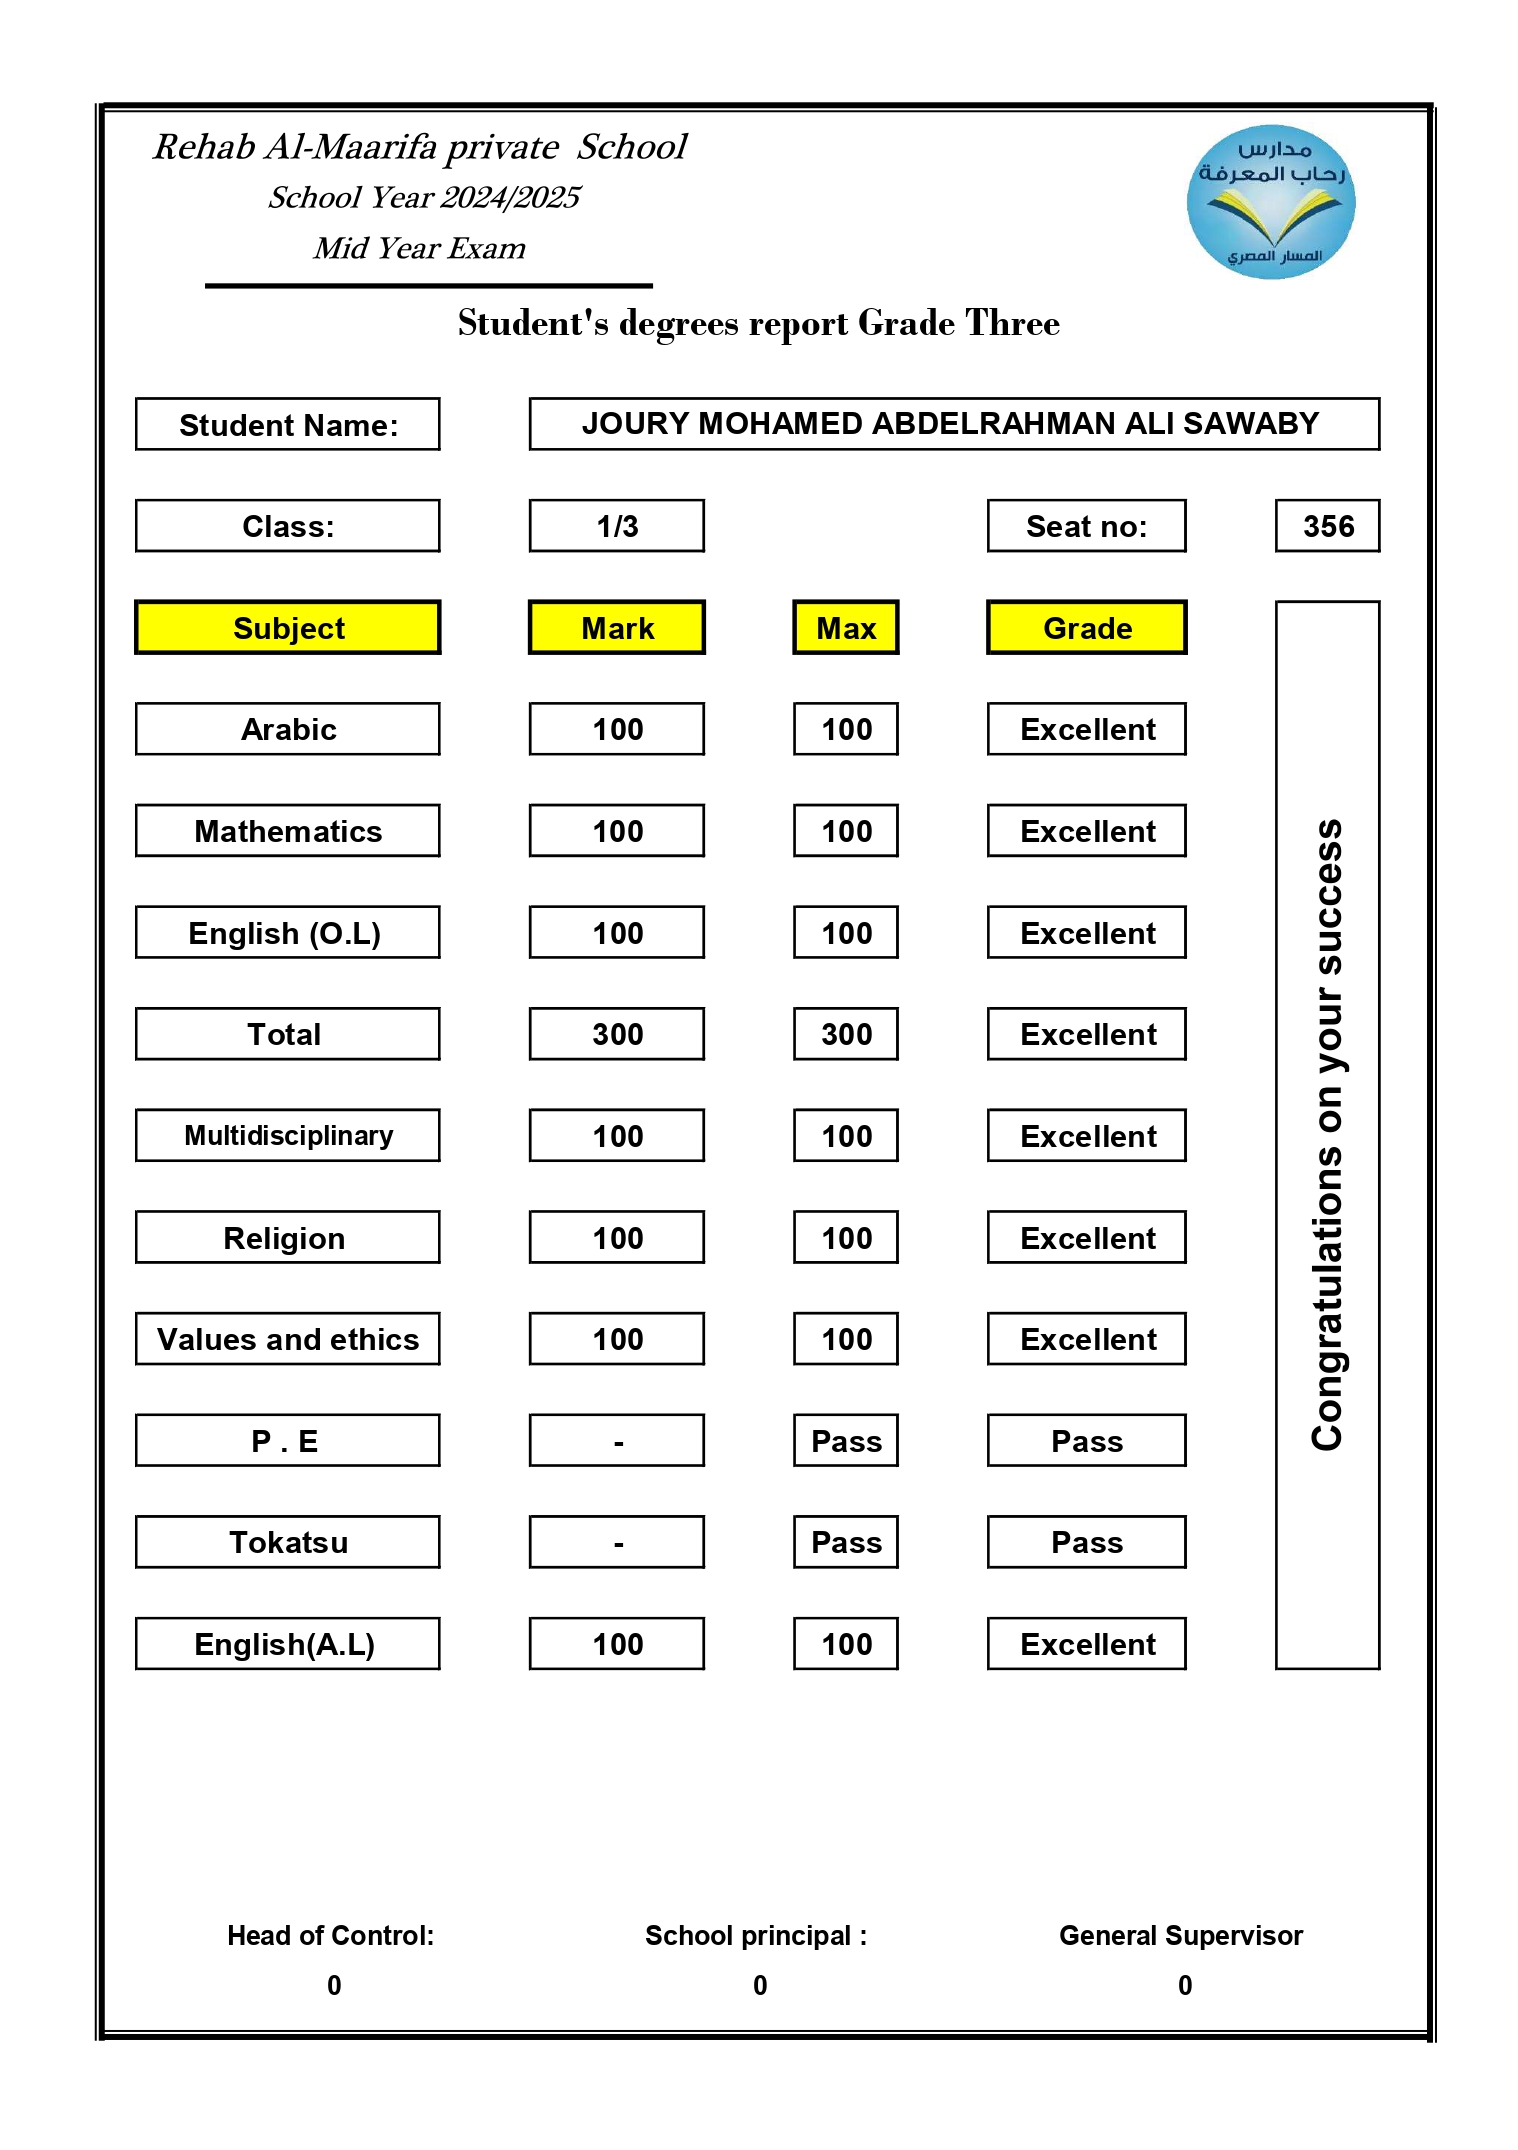 Rehab Al-Maarifa private School
School Year 2024/2025
Mid Year Exam
مدارس
رحاب المعرفة
المسار المصري
Student's degrees report Grade Three
Student Name: JOURY MOHAMED ABDELRAHMAN ALI SAWABY
Class: 1/3 Seat no: 356
Subject Mark Max Grade
Arabic 100 100 Excellent
Mathematics 100 100 Excellent
English (O.L) 100 100 Excellent
Total 300 300 Excellent
Multidisciplinary 100 100 Excellent
Religion 100 100 Excellent
Values and ethics 100 100 Excellent
P . E - Pass Pass
Tokatsu - Pass Pass
English(A.L) 100 100 Excellent
Congratulations on your success
Head of Control: School principal : General Supervisor
0 0 0